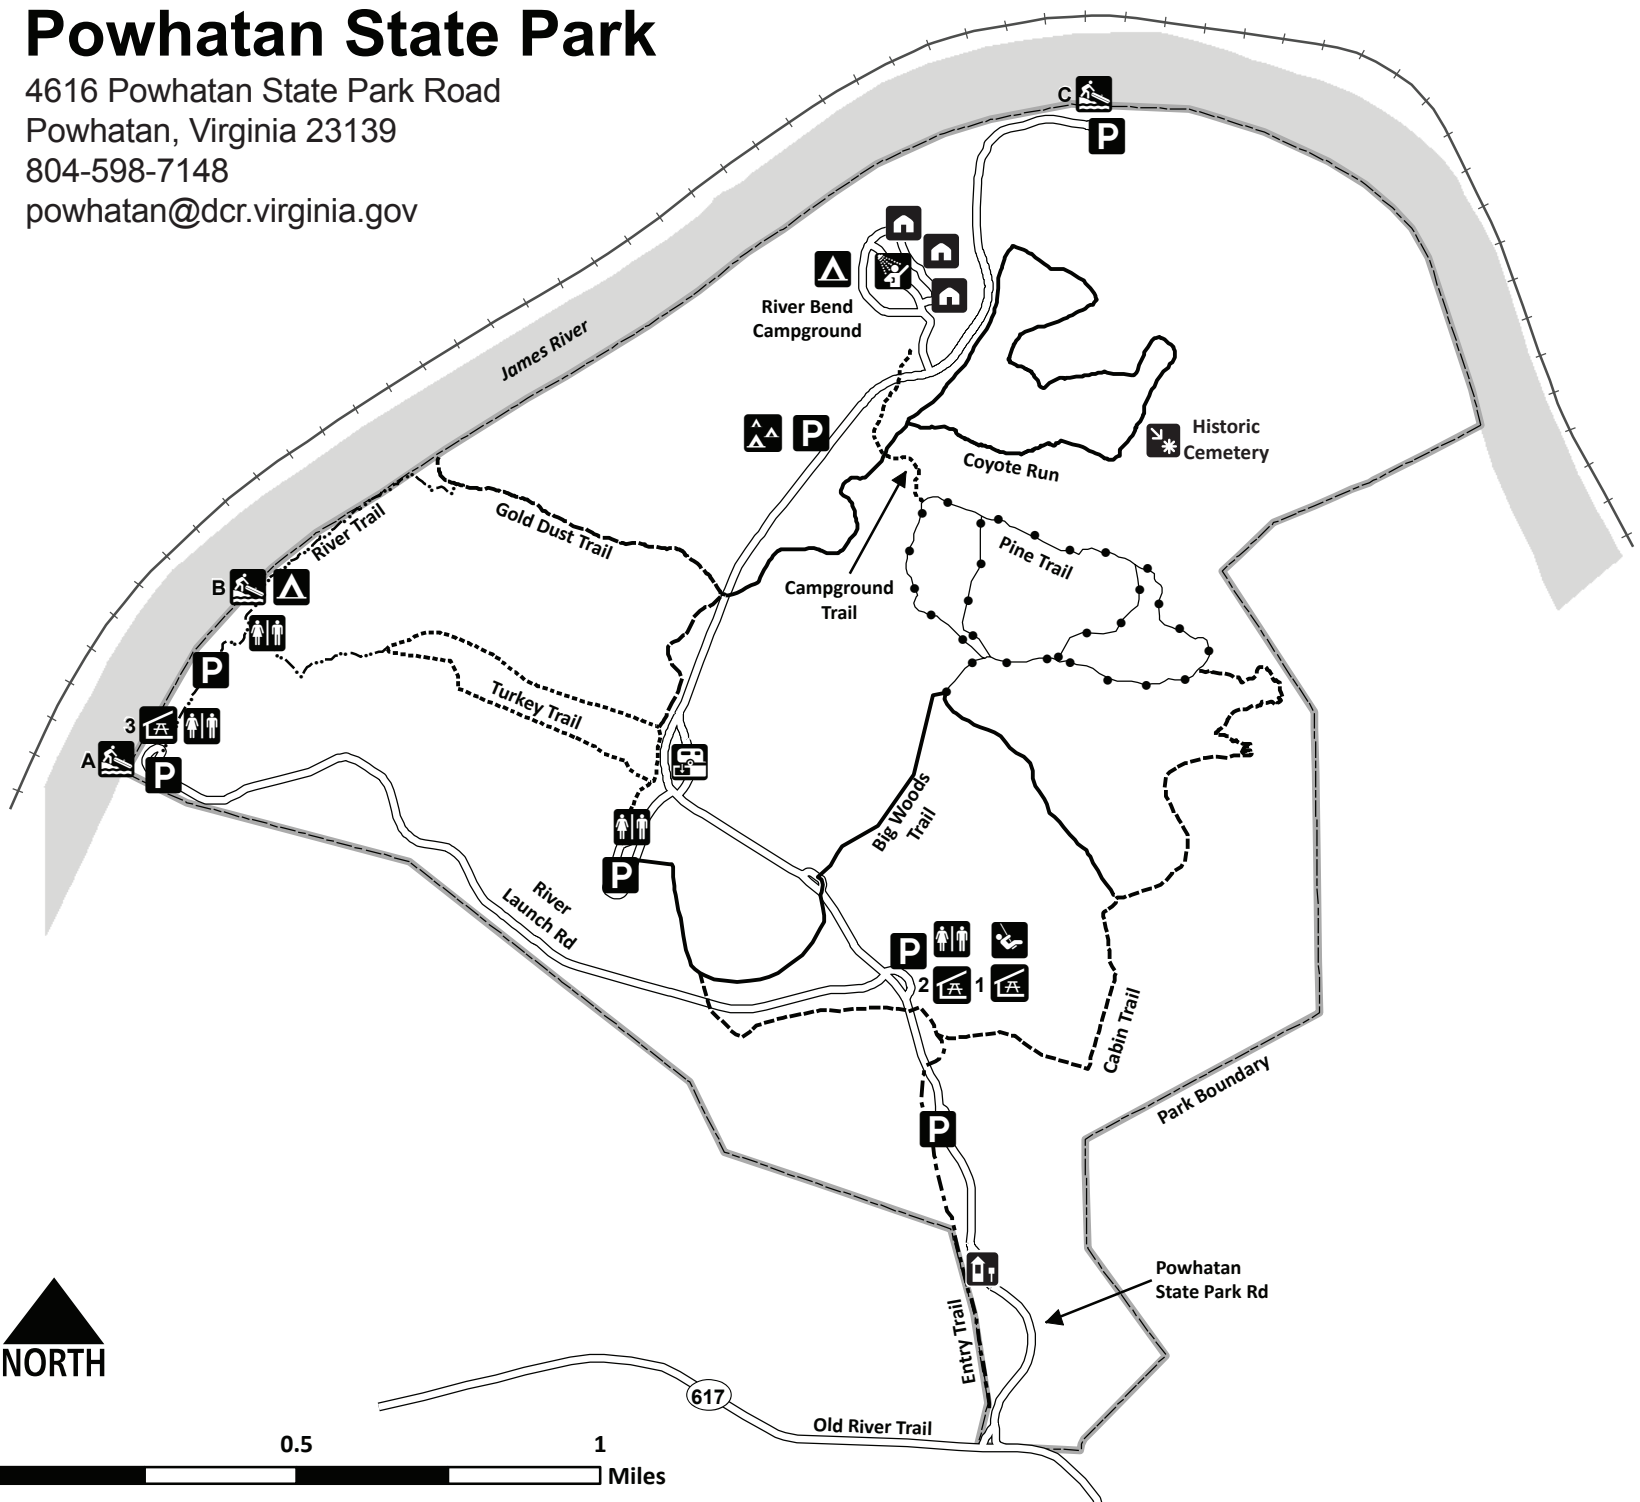 Powhatan State Park
4616 Powhatan State Park Road
Powhatan, Virginia 23139
804-598-7148
powhatan@dcr.virginia.gov
C
P
River Bend
Campground
James River
P
Historic
Cemetery
Coyote Run
Gold Dust Trail
River Trail
Pine Trail
Campground
Trail
B
P
Turkey Trail
3
A
P
Big Woods
Trail
P
River
Launch Rd
P
2
1
Cabin Trail
Park Boundary
P
Powhatan
State Park Rd
Entry Trail
NORTH
617
Old River Trail
0.5
1
Miles